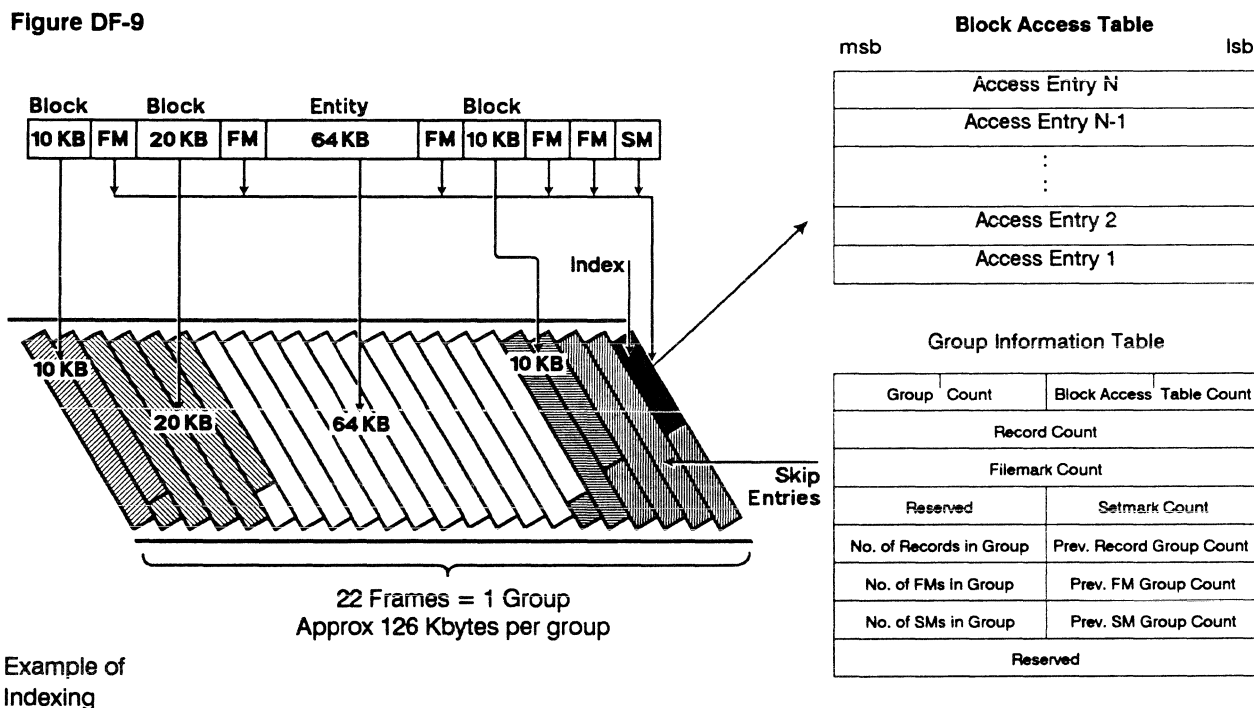 Figure DF-9
Block Block Entity Block
10 KB FM 20 KB FM 64 KB FM 10 KB FM FM SM
Index
10 KB 10 KB
20 KB 64 KB
Skip
Entries
22 Frames = 1 Group
Approx 126 Kbytes per group
Example of
Indexing
Block Access Table
msb lsb
Access Entry N
Access Entry N-1
Access Entry 2
Access Entry 1
Group Information Table
Group Count Block Access Table Count
Record Count
Filemark Count
Reserved Setmark Count
No. of Records in Group Prev. Record Group Count
No. of FMs in Group Prev. FM Group Count
No. of SMs in Group Prev. SM Group Count
Reserved